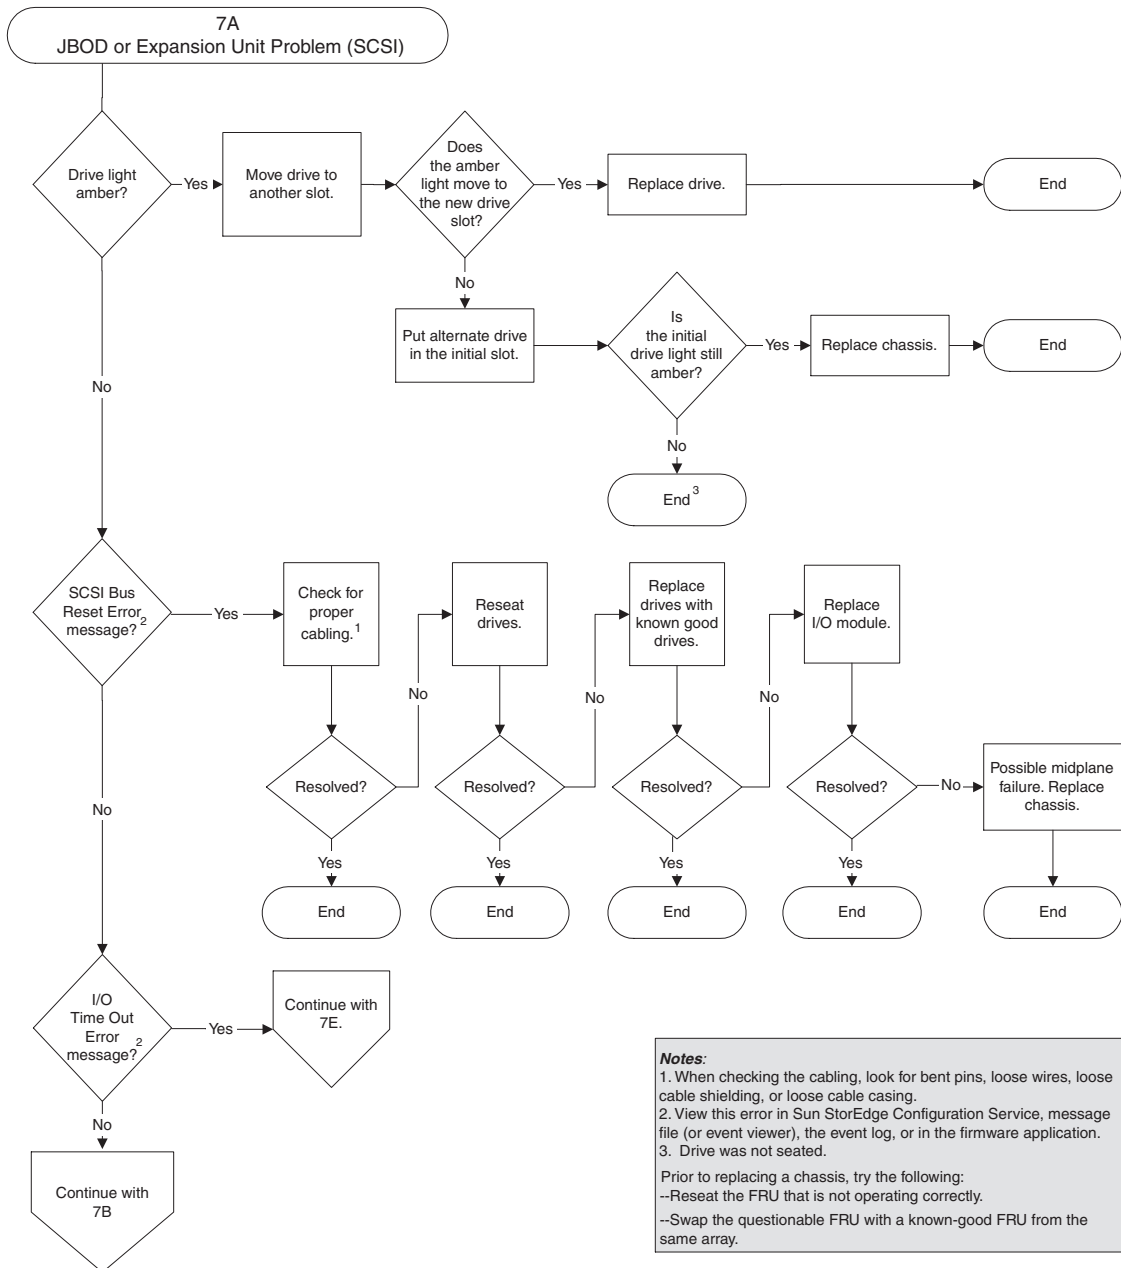 7A
JBOD or Expansion Unit Problem (SCSI)
Drive light
amber?
Yes
Move drive to
another slot.
Does
the amber
light move to
the new drive
slot?
Yes
Replace drive.
End
No
Put alternate drive
in the initial slot.
Is
the initial
drive light still
amber?
Yes
Replace chassis.
End
No
End 3
No
SCSI Bus
Reset Error
message? 2
Yes
Check for
proper
cabling. 1
Reseat
drives.
Replace
drives with
known good
drives.
Replace
I/O module.
No
No
No
Resolved?
Resolved?
Resolved?
Resolved?
No
Possible midplane
failure. Replace
chassis.
Yes
Yes
Yes
Yes
End
End
End
End
End
No
I/O
Time Out
Error
message? 2
Yes
Continue with
7E.
No
Continue with
7B
Notes:
1. When checking the cabling, look for bent pins, loose wires, loose
cable shielding, or loose cable casing.
2. View this error in Sun StorEdge Configuration Service, message
file (or event viewer), the event log, or in the firmware application.
3. Drive was not seated.
Prior to replacing a chassis, try the following:
--Reseat the FRU that is not operating correctly.
--Swap the questionable FRU with a known-good FRU from the
same array.